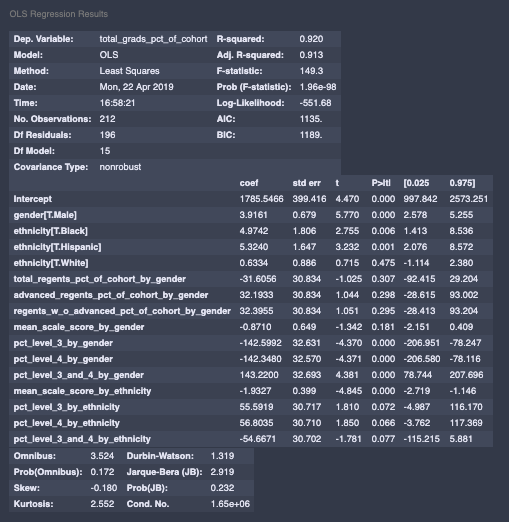 OLS Regression Results
Dep. Variable: total_grads_pct_of_cohort R-squared: 0.920
Model: OLS Adj. R-squared: 0.913
Method: Least Squares F-statistic: 149.3
Date: Mon, 22 Apr 2019 Prob (F-statistic): 1.96e-98
Time: 16:58:21 Log-Likelihood: -551.68
No. Observations: 212 AIC: 1135.
Df Residuals: 196 BIC: 1189.
Df Model: 15
Covariance Type: nonrobust
coef std err t P>|t| [0.025 0.975]
Intercept 1785.5466 399.416 4.470 0.000 997.842 2573.251
gender[T.Male] 3.9161 0.679 5.770 0.000 2.578 5.255
ethnicity[T.Black] 4.9742 1.806 2.755 0.006 1.413 8.536
ethnicity[T.Hispanic] 5.3240 1.647 3.232 0.001 2.076 8.572
ethnicity[T.White] 0.6334 0.886 0.715 0.475 -1.114 2.380
total_regents_pct_of_cohort_by_gender -31.6056 30.834 -1.025 0.307 -92.415 29.204
advanced_regents_pct_of_cohort_by_gender 32.1933 30.834 1.044 0.298 -28.615 93.002
regents_w_o_advanced_pct_of_cohort_by_gender 32.3955 30.834 1.051 0.295 -28.413 93.204
mean_scale_score_by_gender -0.8710 0.649 -1.342 0.181 -2.151 0.409
pct_level_3_by_gender -142.5992 32.631 -4.370 0.000 -206.951 -78.247
pct_level_4_by_gender -142.3480 32.570 -4.371 0.000 -206.580 -78.116
pct_level_3_and_4_by_gender 143.2200 32.693 4.381 0.000 78.744 207.696
mean_scale_score_by_ethnicity -1.9327 0.399 -4.845 0.000 -2.719 -1.146
pct_level_3_by_ethnicity 55.5919 30.717 1.810 0.072 -4.987 116.170
pct_level_4_by_ethnicity 56.8035 30.710 1.850 0.066 -3.762 117.369
pct_level_3_and_4_by_ethnicity -54.6671 30.702 -1.781 0.077 -115.215 5.881
Omnibus: 3.524 Durbin-Watson: 1.319
Prob(Omnibus): 0.172 Jarque-Bera (JB): 2.919
Skew: -0.180 Prob(JB): 0.232
Kurtosis: 2.552 Cond. No. 1.65e+06